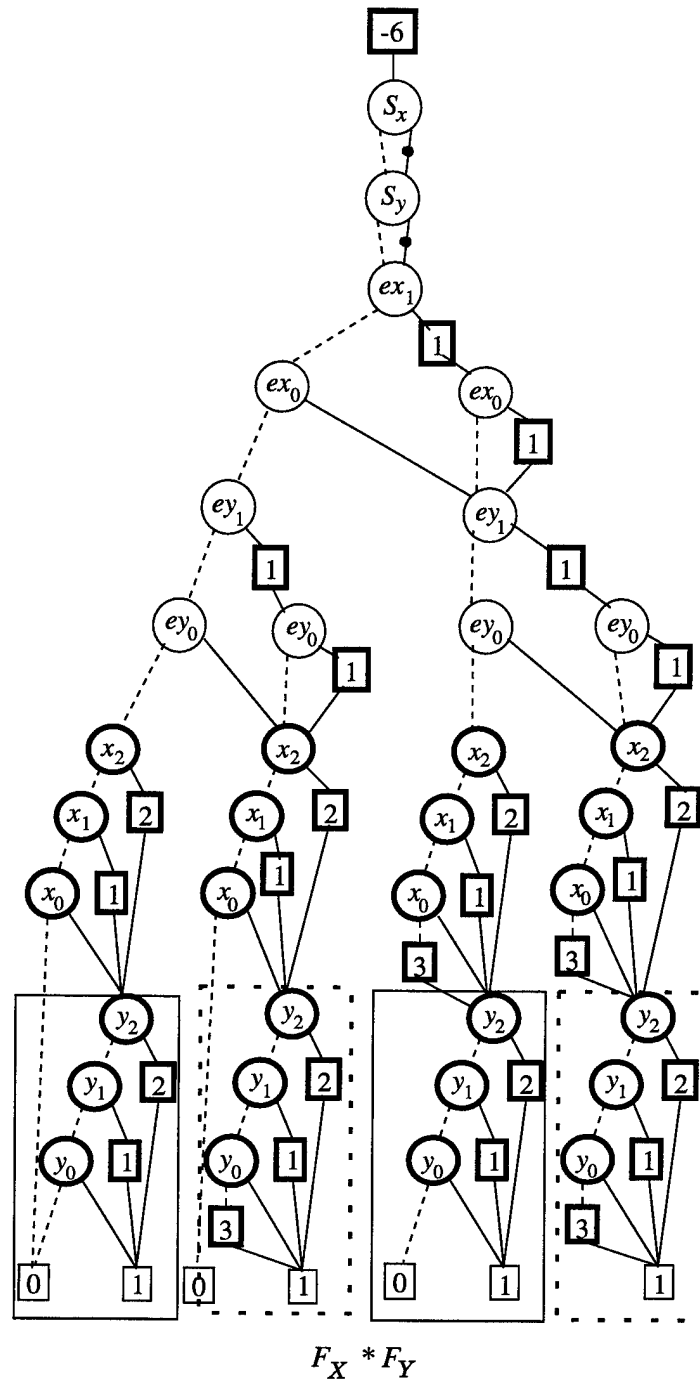 -6
S_x
S_y
ex_1
1
ex_0 ex_0
1
ey_1 ey_1
1 1
ey_0 ey_0 ey_0 ey_0
1 1
x_2 x_2 x_2 x_2
x_1 2 x_1 2 x_1 2 x_1 2
x_0 1 x_0 1 x_0 1 x_0 1
3 3
y_2 y_2 y_2 y_2
y_1 2 y_1 2 y_1 2 y_1 2
y_0 1 y_0 1 y_0 1 y_0 1
3 3
0 1 0 1 0 1 1
F_X * F_Y